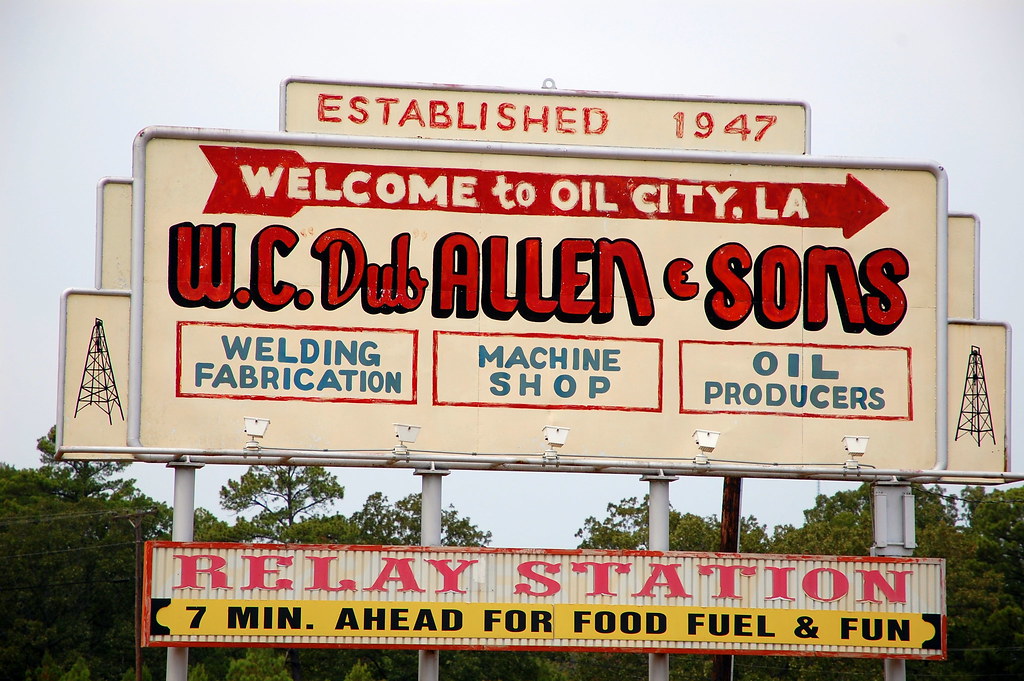 ESTABLISHED 1947
WELCOME to OIL CITY, LA
W.C. "Dub" ALLEN & SONS
WELDING
FABRICATION
MACHINE
SHOP
OIL
PRODUCERS
RELAY STATION
7 MIN. AHEAD FOR FOOD FUEL & FUN